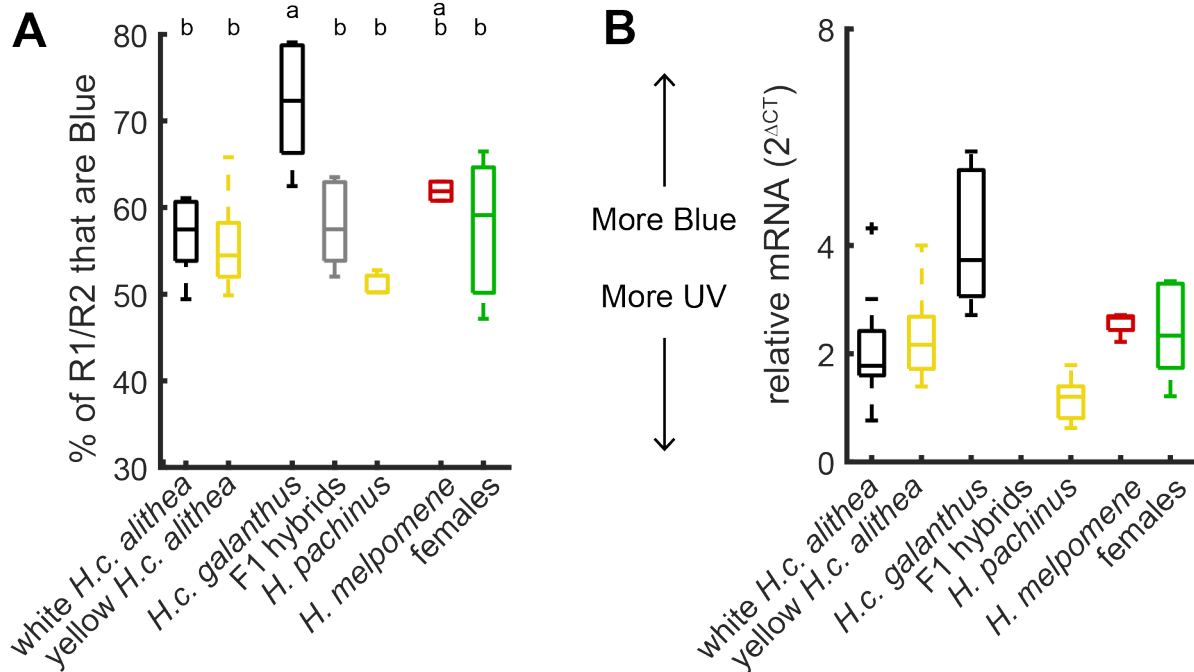 A
b b a b b a b b
% of R1/R2 that are Blue
80
70
60
50
40
30
white H.c. alithea
yellow H.c. alithea
H.c. galanthus
F1 hybrids
H. pachinus
H. melpomene
females
B
More Blue
More UV
relative mRNA (2^ΔCT)
8
4
2
0
white H.c. alithea
yellow H.c. alithea
H.c. galanthus
F1 hybrids
H. pachinus
H. melpomene
females